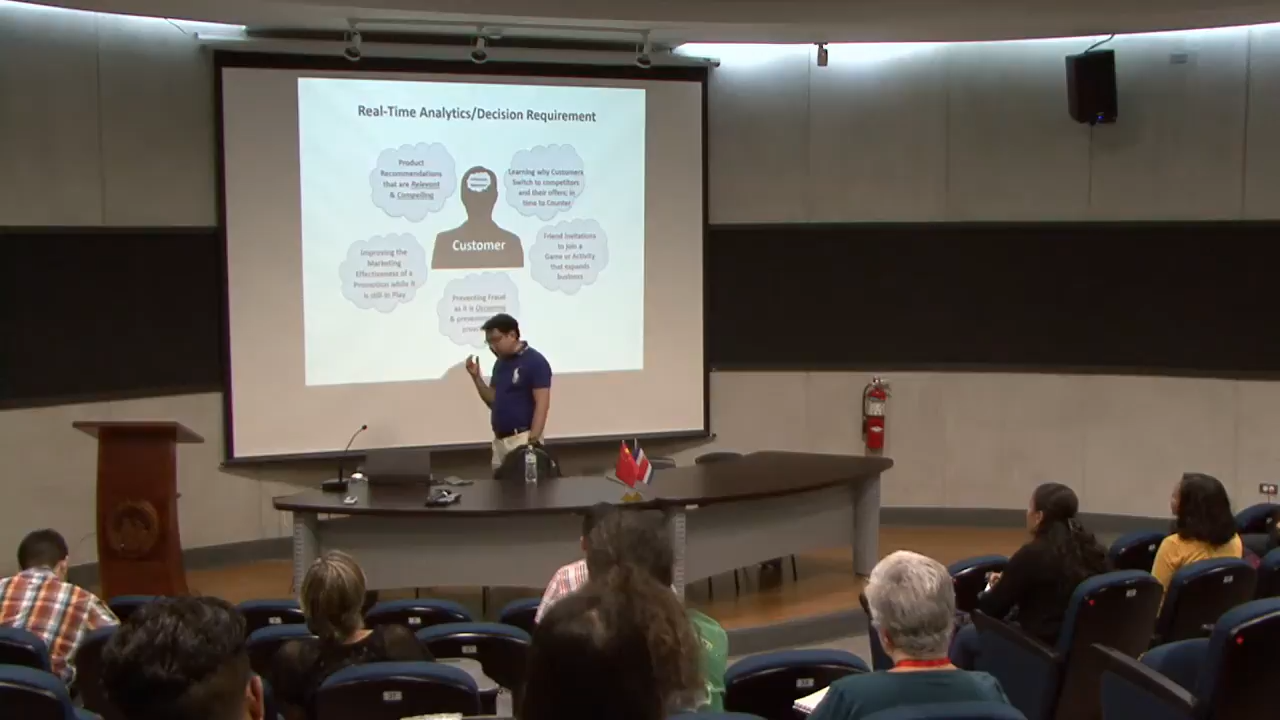 Real-Time Analytics/Decision Requirement
Product
Recommendations
that are Relevant
& Compelling
Learning why Customers
Switch to competitors
and their offers; in
time to Counter
Customer
Improving the
Marketing
Effectiveness of a
Promotion while it
is still in Play
Friend Invitations
to join a
Game or Activity
that expands
business
Preventing Fraud
as it is Occurring
&